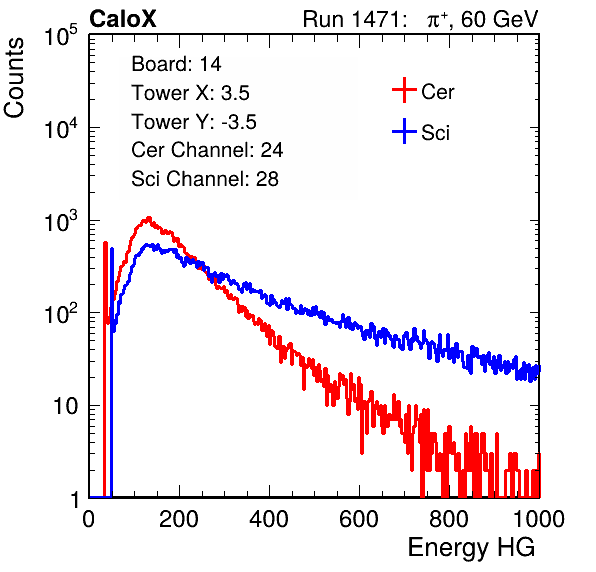 CaloX Run 1471: π⁺, 60 GeV
Counts
10⁵
10⁴
10³
10²
10
1
Board: 14
Tower X: 3.5
Tower Y: -3.5
Cer Channel: 24
Sci Channel: 28
Cer
Sci
0 200 400 600 800 1000
Energy HG